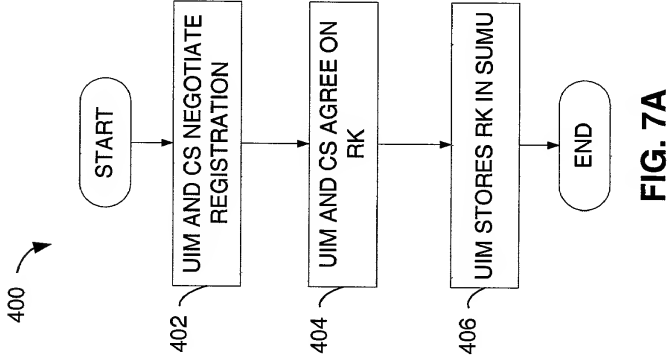 400
START
402
UIM AND CS NEGOTIATE
REGISTRATION
404
UIM AND CS AGREE ON
RK
406
UIM STORES RK IN SUMU
END
FIG. 7A